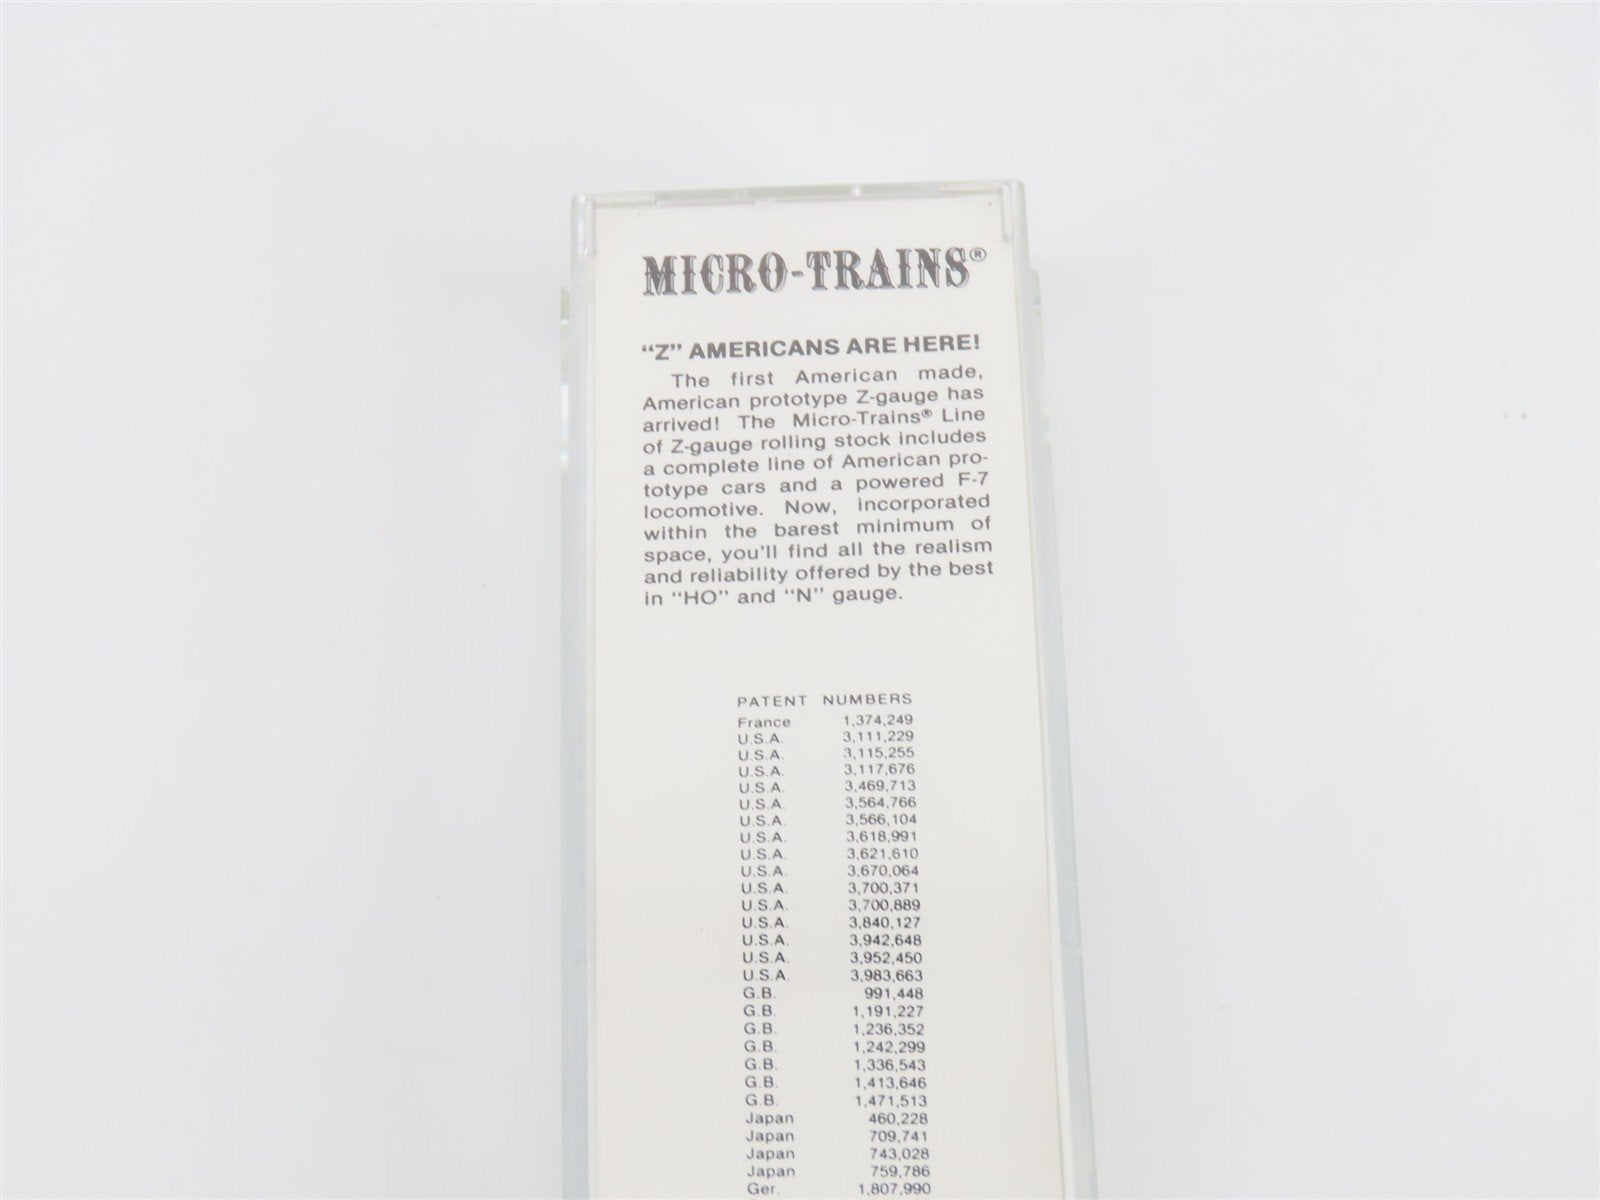 MICRO-TRAINS®
“Z” AMERICANS ARE HERE!
The first American made,
American prototype Z-gauge has
arrived! The Micro-Trains® Line
of Z-gauge rolling stock includes
a complete line of American pro-
totype cars and a powered F-7
locomotive. Now, incorporated
within the barest minimum of
space, you'll find all the realism
and reliability offered by the best
in “HO” and “N” gauge.
PATENT NUMBERS
France 1,374,249
U.S.A. 3,111,229
U.S.A. 3,115,255
U.S.A. 3,117,676
U.S.A. 3,469,713
U.S.A. 3,564,766
U.S.A. 3,566,104
U.S.A. 3,618,991
U.S.A. 3,621,610
U.S.A. 3,670,064
U.S.A. 3,700,371
U.S.A. 3,700,889
U.S.A. 3,840,127
U.S.A. 3,942,648
U.S.A. 3,952,450
U.S.A. 3,983,663
G.B. 991,448
G.B. 1,191,227
G.B. 1,236,352
G.B. 1,242,299
G.B. 1,336,543
G.B. 1,413,646
G.B. 1,471,513
Japan 460,228
Japan 709,741
Japan 743,028
Japan 759,786
Ger. 1,807,990